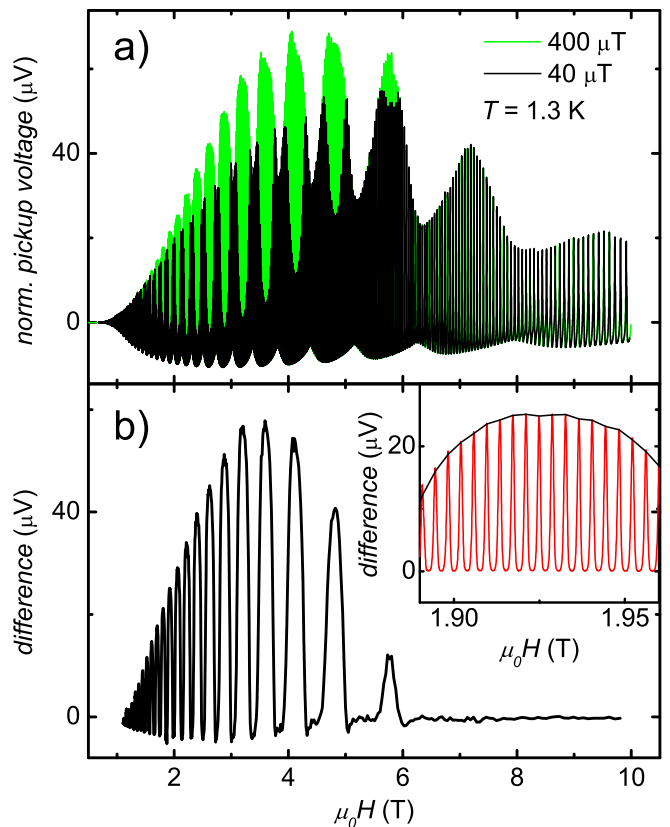 a)
400 μT
40 μT
T = 1.3 K
norm. pickup voltage (μV)
40
0
b)
difference (μV)
40
0
difference (μV)
20
0
1.90 1.95
μ₀H (T)
2 4 6 8 10
μ₀H (T)